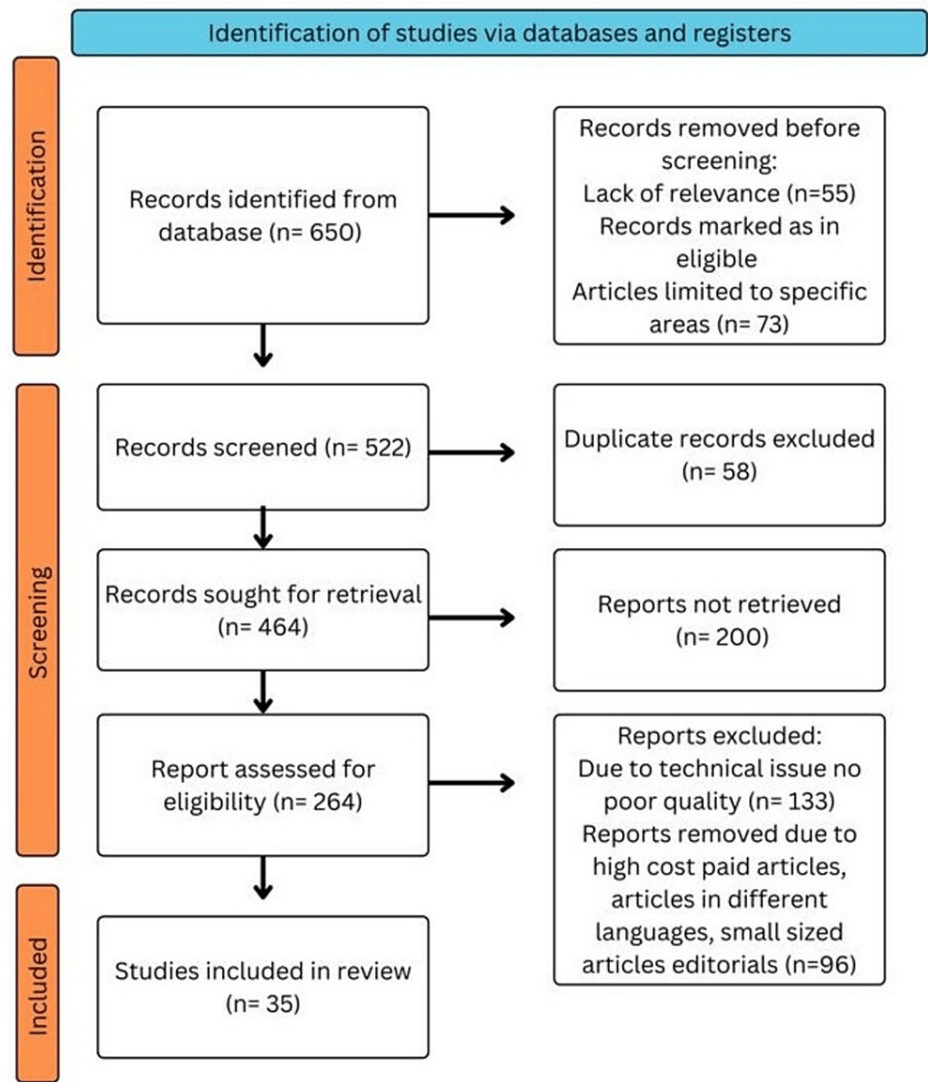 Identification of studies via databases and registers
Identification
Records identified from
database (n= 650)
Records removed before
screening:
Lack of relevance (n=55)
Records marked as in
eligible
Articles limited to specific
areas (n= 73)
Screening
Records screened (n= 522)
Duplicate records excluded
(n= 58)
Records sought for retrieval
(n= 464)
Reports not retrieved
(n= 200)
Report assessed for
eligibility (n= 264)
Reports excluded:
Due to technical issue no
poor quality (n= 133)
Reports removed due to
high cost paid articles,
articles in different
languages, small sized
articles editorials (n=96)
Included
Studies included in review
(n= 35)